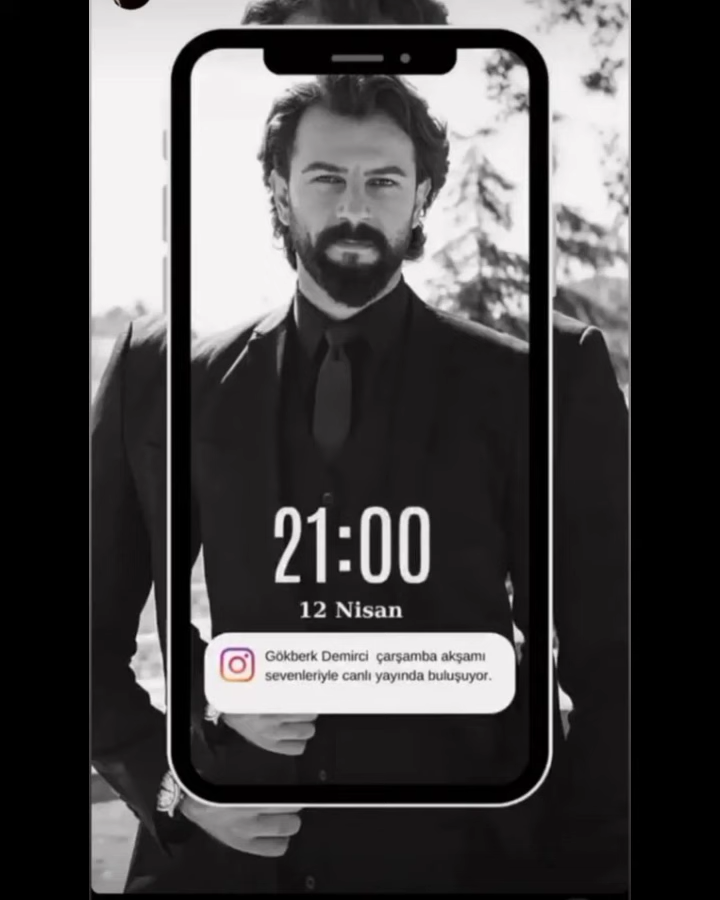 21:00
12 Nisan
Gökberk Demirci çarşamba akşamı
sevenleriyle canlı yayında buluşuyor.